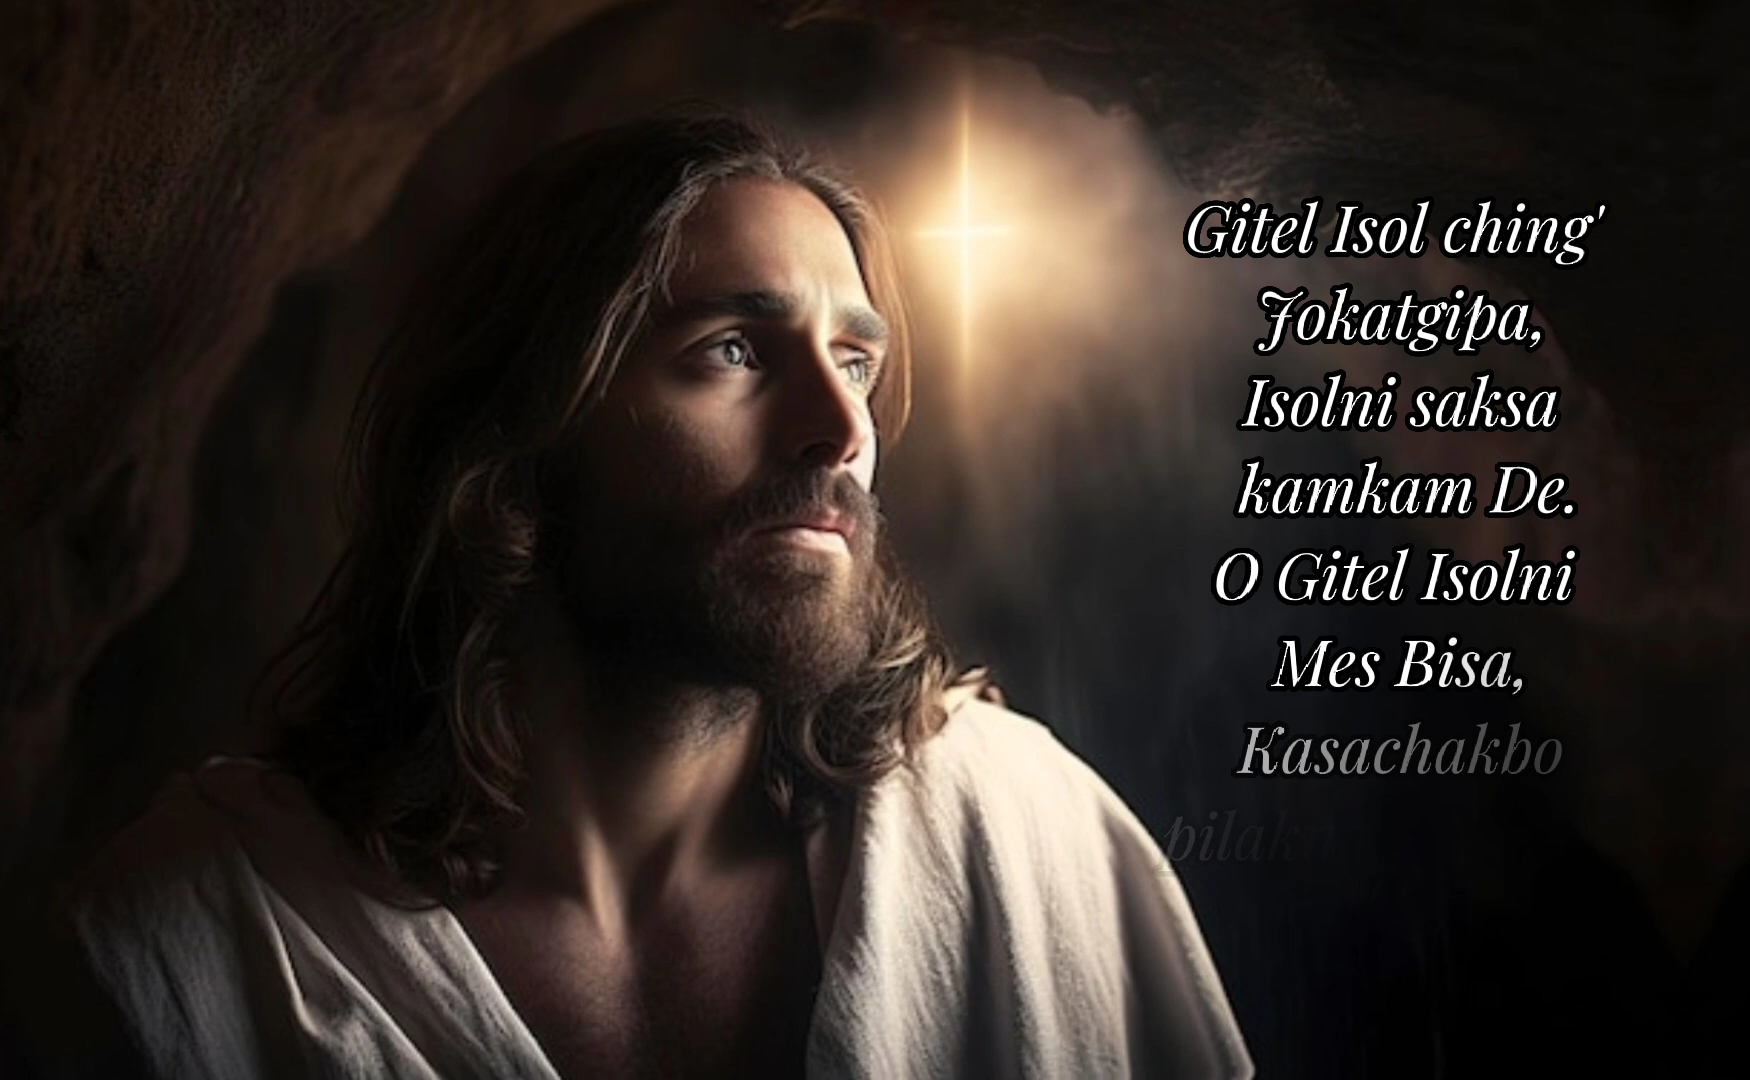 Gitel Isol ching'
Jokatgipa,
Isolni saksa
kamkam De.
O Gitel Isolni
Mes Bisa,
Kasachakbo